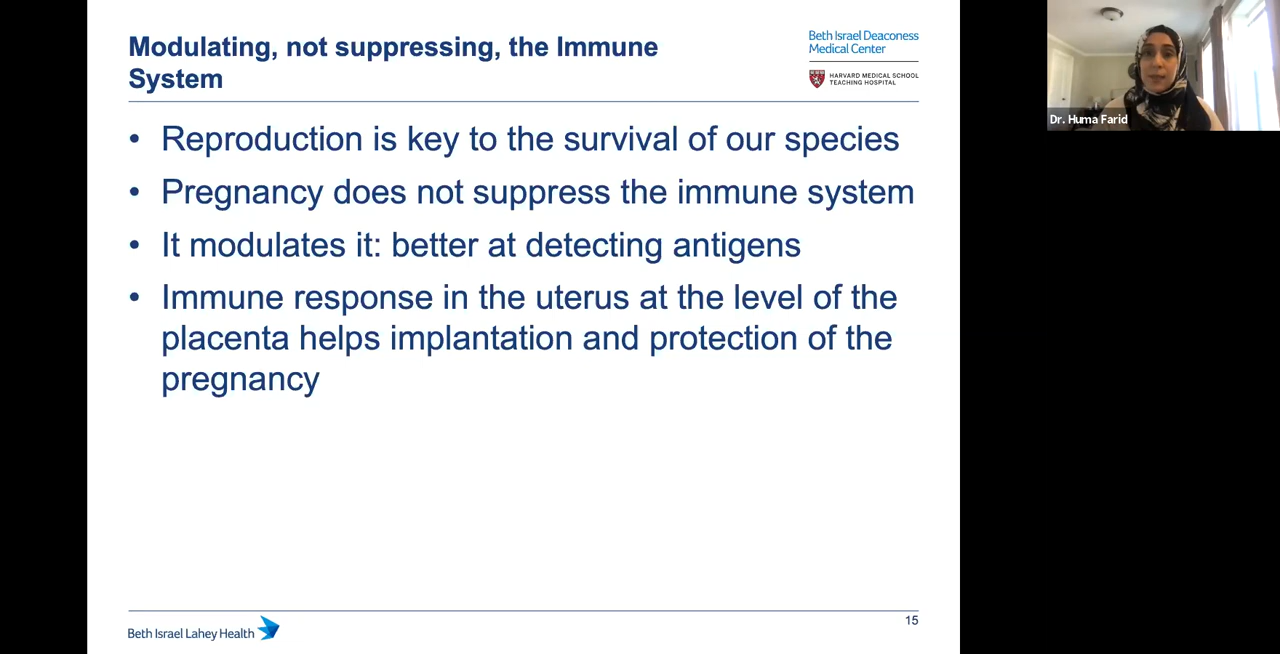 Modulating, not suppressing, the Immune
System
Beth Israel Deaconess
Medical Center
HARVARD MEDICAL SCHOOL
TEACHING HOSPITAL
• Reproduction is key to the survival of our species
• Pregnancy does not suppress the immune system
• It modulates it: better at detecting antigens
• Immune response in the uterus at the level of the
placenta helps implantation and protection of the
pregnancy
Beth Israel Lahey Health
15
Dr. Huma Farid